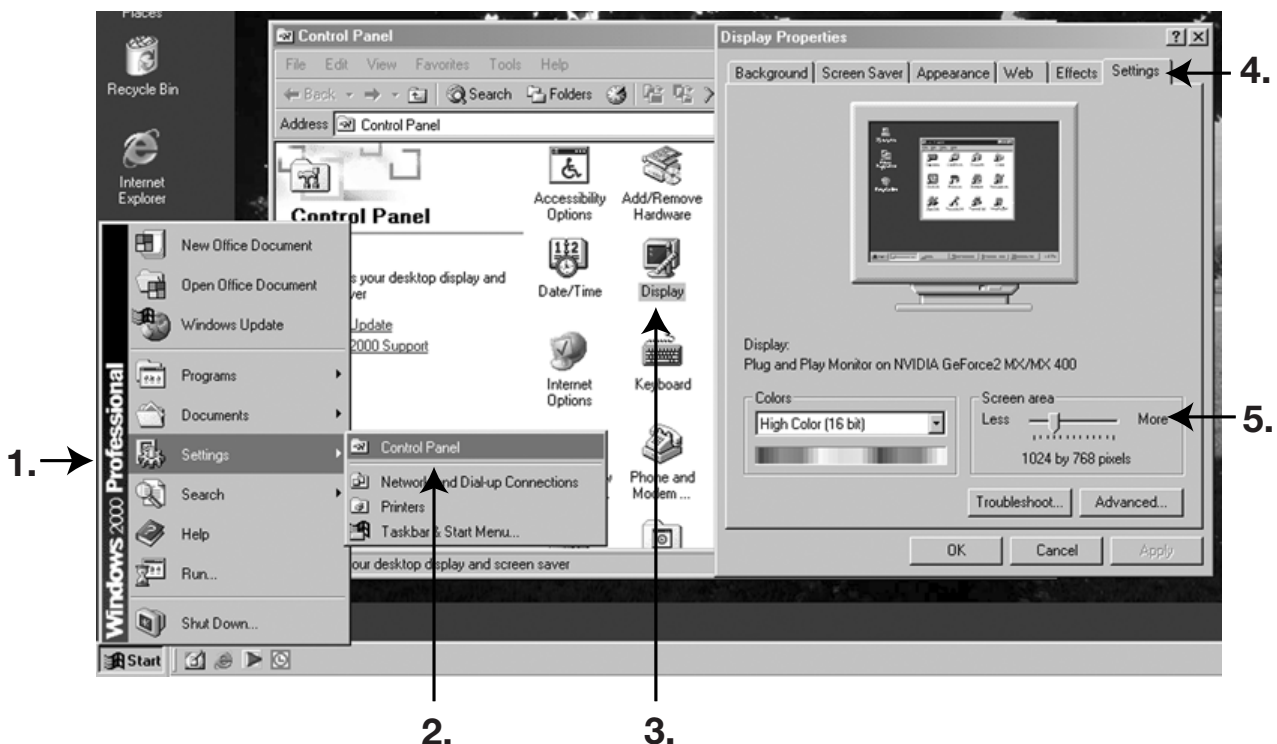 Places
Recycle Bin
Internet
Explorer
Control Panel
File Edit View Favorites Tools Help
Back Search Folders
Address Control Panel
Control Panel
s your desktop display and
ver
Update
2000 Support
Accessibility
Options
Add/Remove
Hardware
Date/Time
Display
Internet
Options
Keyboard
Phone and
Modem ...
our desktop display and screen saver
Windows 2000 Professional
New Office Document
Open Office Document
Windows Update
Programs
Documents
Settings
Search
Help
Run...
Shut Down...
Start
Control Panel
Network and Dial-up Connections
Printers
Taskbar & Start Menu...
Display Properties
Background Screen Saver Appearance Web Effects Settings
Display:
Plug and Play Monitor on NVIDIA GeForce2 MX/MX 400
Colors
High Color (16 bit)
Screen area
Less More
1024 by 768 pixels
Troubleshoot... Advanced...
OK Cancel Apply
1.
2.
3.
4.
5.